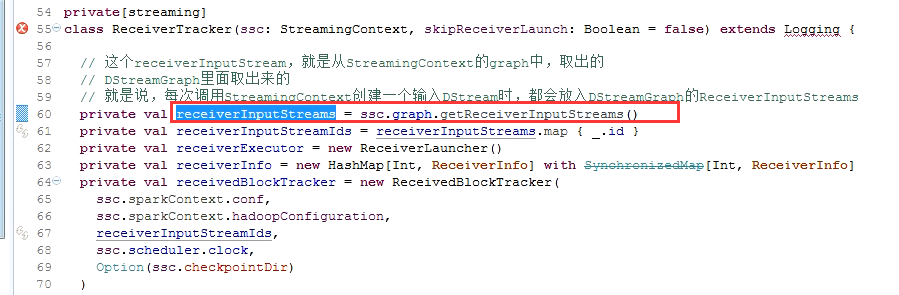 54 private[streaming]
55 class ReceiverTracker(ssc: StreamingContext, skipReceiverLaunch: Boolean = false) extends Logging {
56
57 // 这个receiverInputStream，就是从StreamingContext的graph中，取出的
58 // DStreamGraph里面取出来的
59 // 就是说，每次调用StreamingContext创建一个输入DStream时，都会放入DStreamGraph的ReceiverInputStreams
60 private val receiverInputStreams = ssc.graph.getReceiverInputStreams()
61 private val receiverInputStreamIds = receiverInputStreams.map { _.id }
62 private val receiverExecutor = new ReceiverLauncher()
63 private val receiverInfo = new HashMap[Int, ReceiverInfo] with SynchronizedMap[Int, ReceiverInfo]
64 private val receivedBlockTracker = new ReceivedBlockTracker(
65 ssc.sparkContext.conf,
66 ssc.sparkContext.hadoopConfiguration,
67 receiverInputStreamIds,
68 ssc.scheduler.clock,
69 Option(ssc.checkpointDir)
70 )